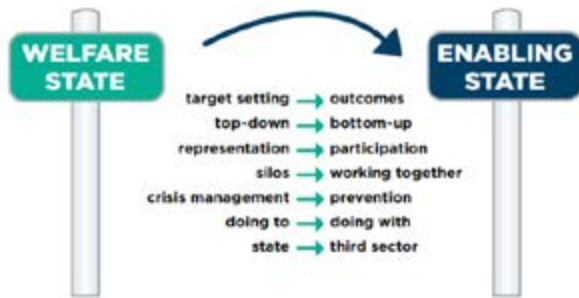 WELFARE
STATE
ENABLING
STATE
target setting → outcomes
top-down → bottom-up
representation → participation
silos → working together
crisis management → prevention
doing to → doing with
state → third sector